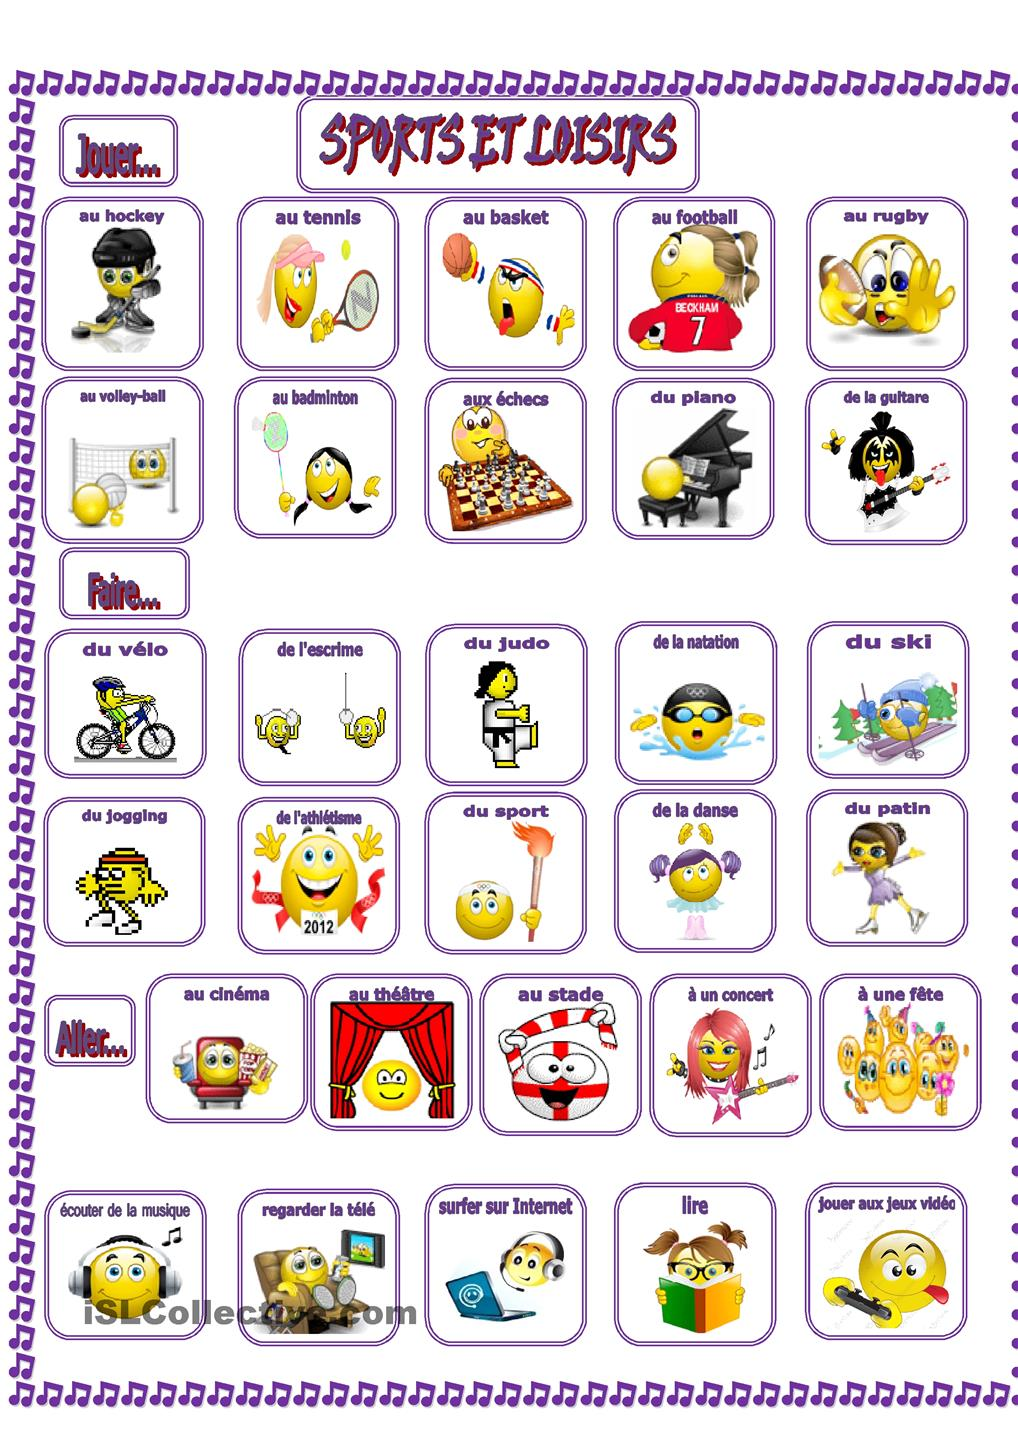 SPORTS ET LOISIRS
Jouer...
au hockey
au tennis
au basket
au football
au rugby
BECKHAM
7
au volley-ball
au badminton
aux échecs
du piano
de la guitare
Faire...
du vélo
de l'escrime
du judo
de la natation
du ski
du jogging
de l'athlétisme
du sport
de la danse
du patin
2012
Aller...
au cinéma
au théâtre
au stade
à un concert
à une fête
écouter de la musique
regarder la télé
surfer sur Internet
lire
jouer aux jeux vidéo
iSLCollective.com